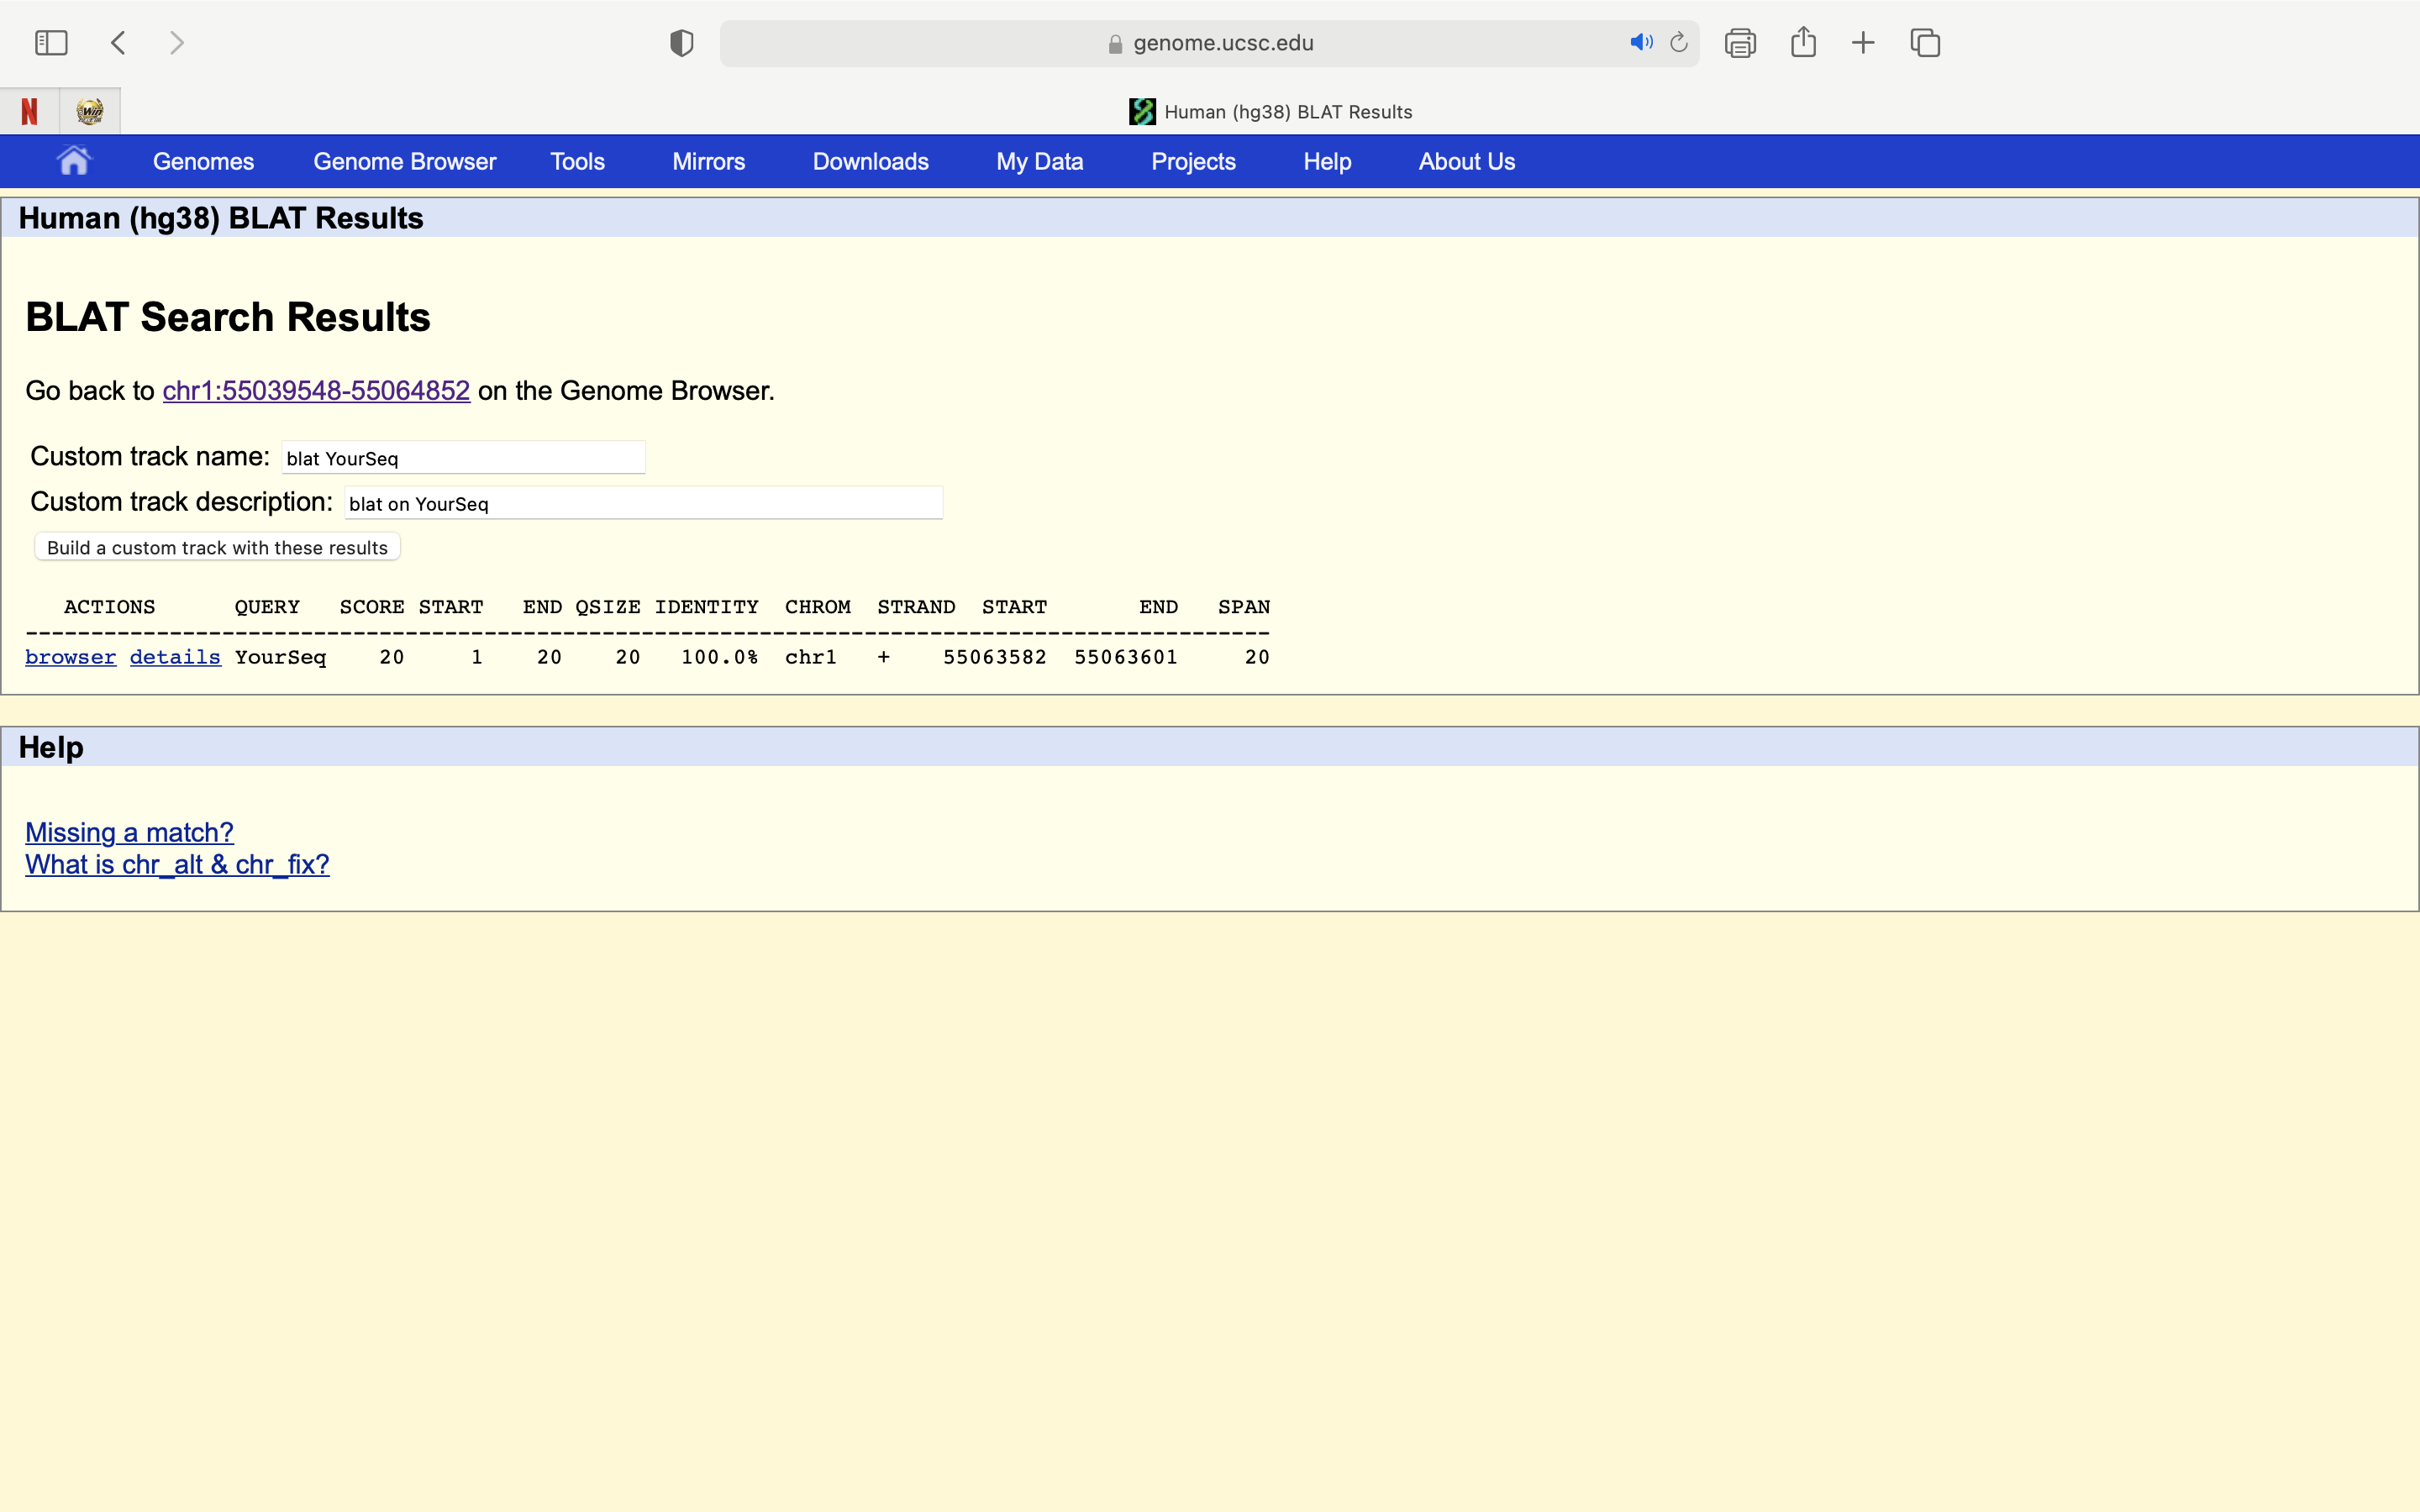 genome.ucsc.edu
N
Win
Human (hg38) BLAT Results
Genomes Genome Browser Tools Mirrors Downloads My Data Projects Help About Us
Human (hg38) BLAT Results
BLAT Search Results
Go back to chr1:55039548-55064852 on the Genome Browser.
Custom track name: blat YourSeq
Custom track description: blat on YourSeq
Build a custom track with these results
ACTIONS QUERY SCORE START END QSIZE IDENTITY CHROM STRAND START END SPAN
-----------------------------------------------------------------------------------------------
browser details YourSeq 20 1 20 20 100.0% chr1 + 55063582 55063601 20
Help
Missing a match?
What is chr_alt & chr_fix?